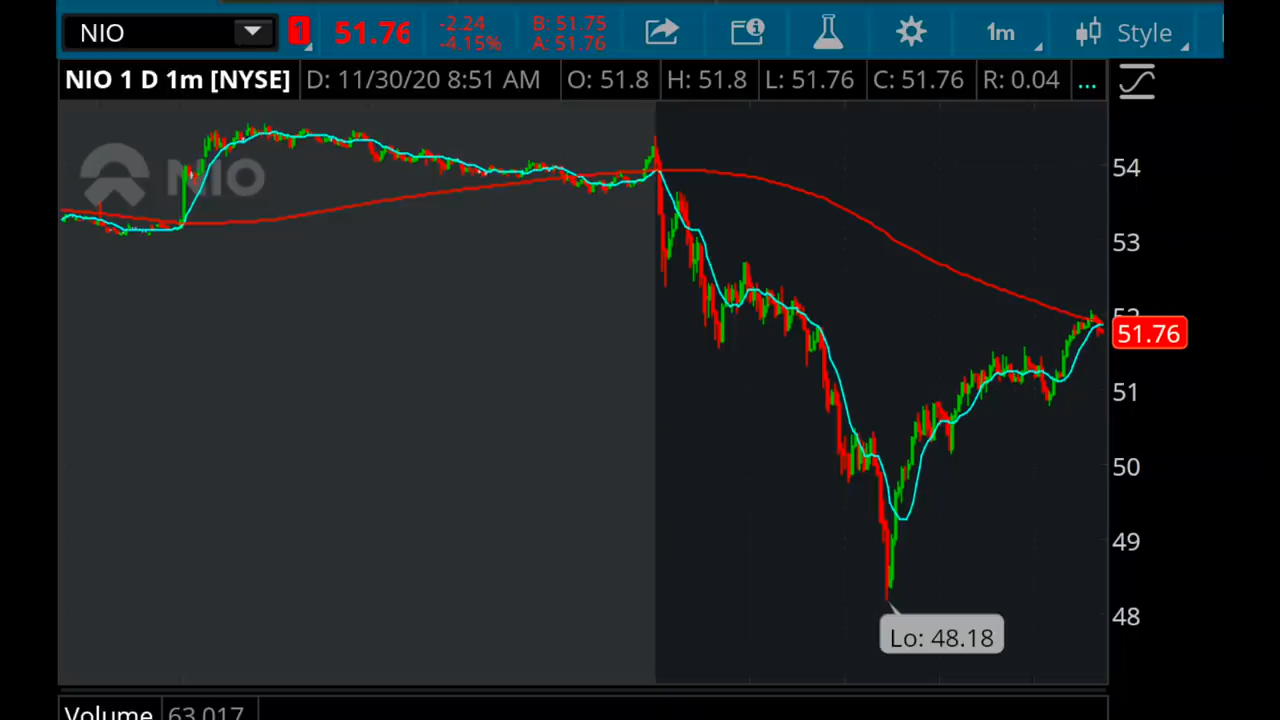 NIO
1
51.76
-2.24
-4.15%
B: 51.75
A: 51.76
1m
Style
NIO 1 D 1m [NYSE]
D: 11/30/20 8:51 AM
O: 51.8
H: 51.8
L: 51.76
C: 51.76
R: 0.04
...
NIO
54
53
52
51.76
51
50
49
48
Lo: 48.18
Volume
63,017